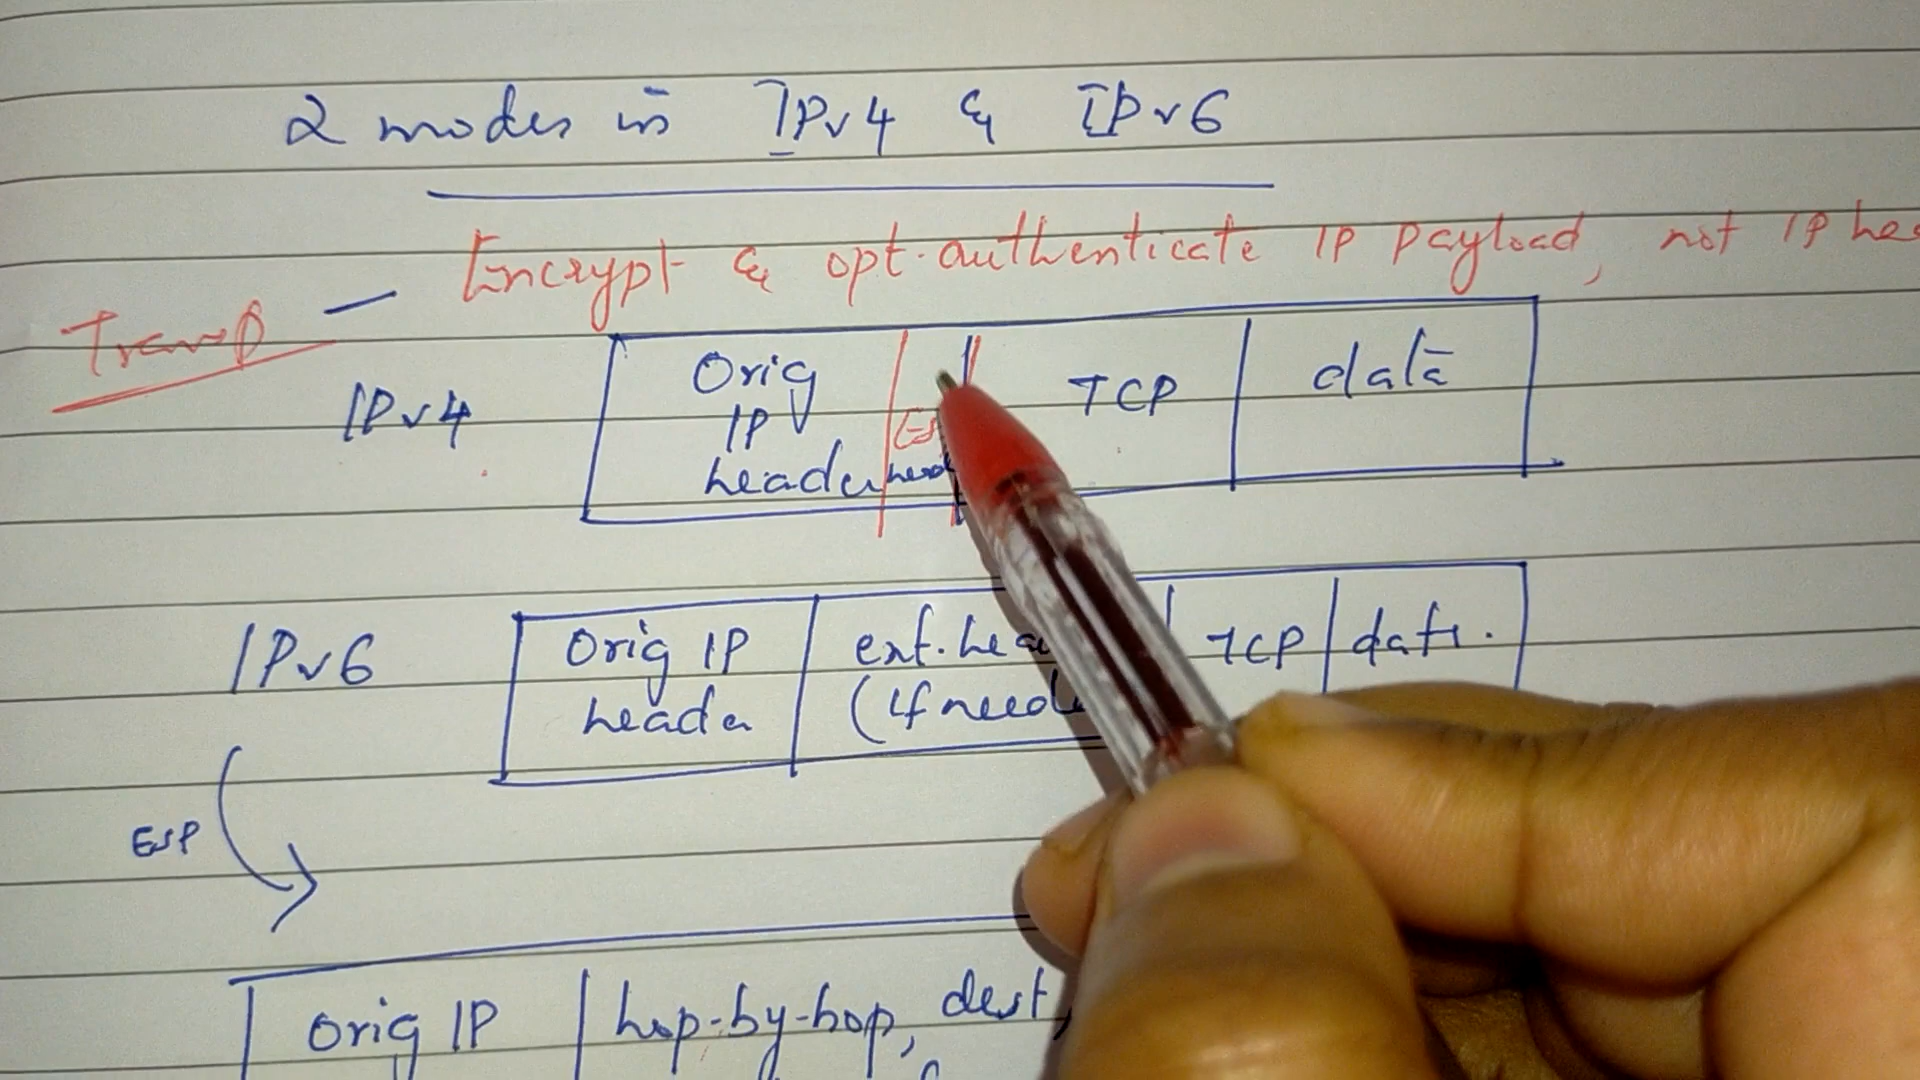 2 modes in IPv4 & IPv6
Encrypt & opt. authenticate IP payload, not IP hea
Transp –
IPv4
Orig IP header
TCP
data
IPv6
Orig IP header
ext. hea
(if neede
TCP
data.
ESP
Orig IP
hop-by-hop, dest,